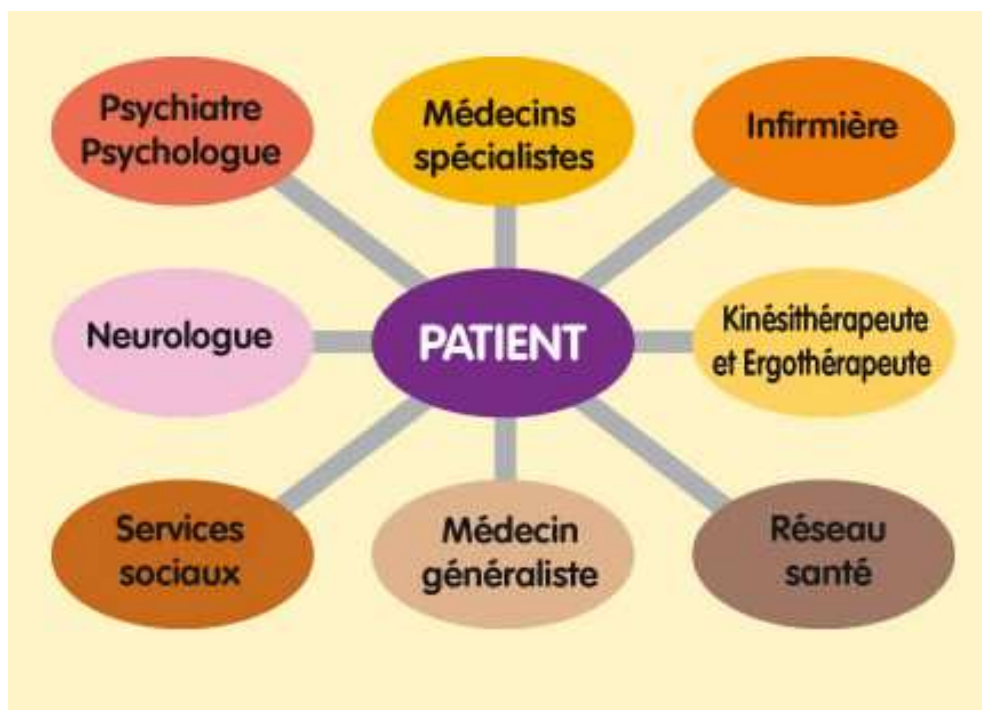 Psychiatre
Psychologue
Médecins
spécialistes
Infirmière
Neurologue
PATIENT
Kinésithérapeute
et Ergothérapeute
Services
sociaux
Médecin
généraliste
Réseau
santé